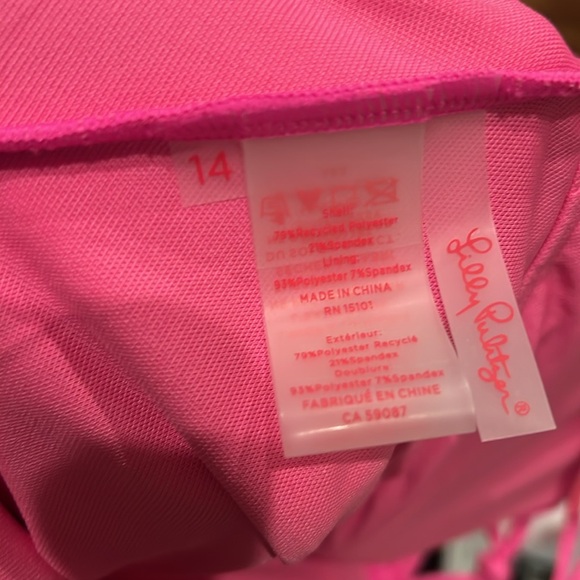 14
Shell:
79%Recycled Polyester
21%Spandex
Lining:
93%Polyester 7%Spandex
MADE IN CHINA
RN 15101
Extérieur:
79%Polyester Recyclé
21%Spandex
Doublure
93%Polyester 7%Spandex
FABRIQUÉ EN CHINE
CA 59087
Lilly Pulitzer®